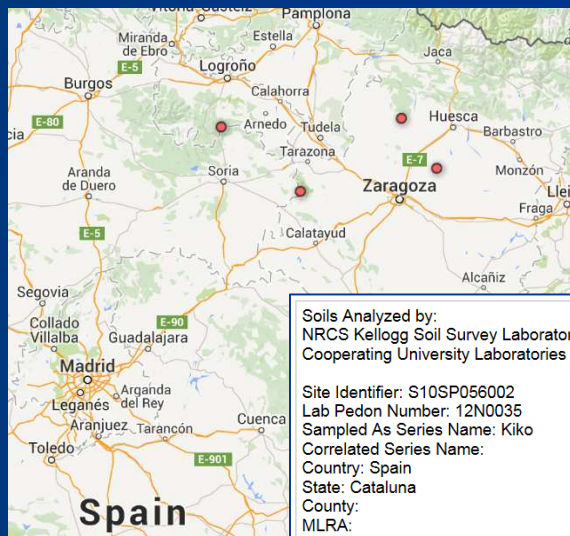 Vitoria-Gasteiz
Pamplona
Miranda
de Ebro
Estella
Jaca
E-5
Logroño
Burgos
Calahorra
E-80
Arnedo
Tudela
Huesca
Barbastro
Tarazona
E-7
Monzón
Aranda
de Duero
Soria
Zaragoza
Fraga
E-5
Calatayud
Alcañiz
Segovia
E-90
Collado
Villalba
Guadalajara
Madrid
Leganés
Arganda
del Rey
Aranjuez
Tarancón
Cuenca
Toledo
E-901
Spain
Soils Analyzed by:
NRCS Kellogg Soil Survey Laborator
Cooperating University Laboratories
Site Identifier: S10SP056002
Lab Pedon Number: 12N0035
Sampled As Series Name: Kiko
Correlated Series Name:
Country: Spain
State: Cataluna
County:
MLRA: